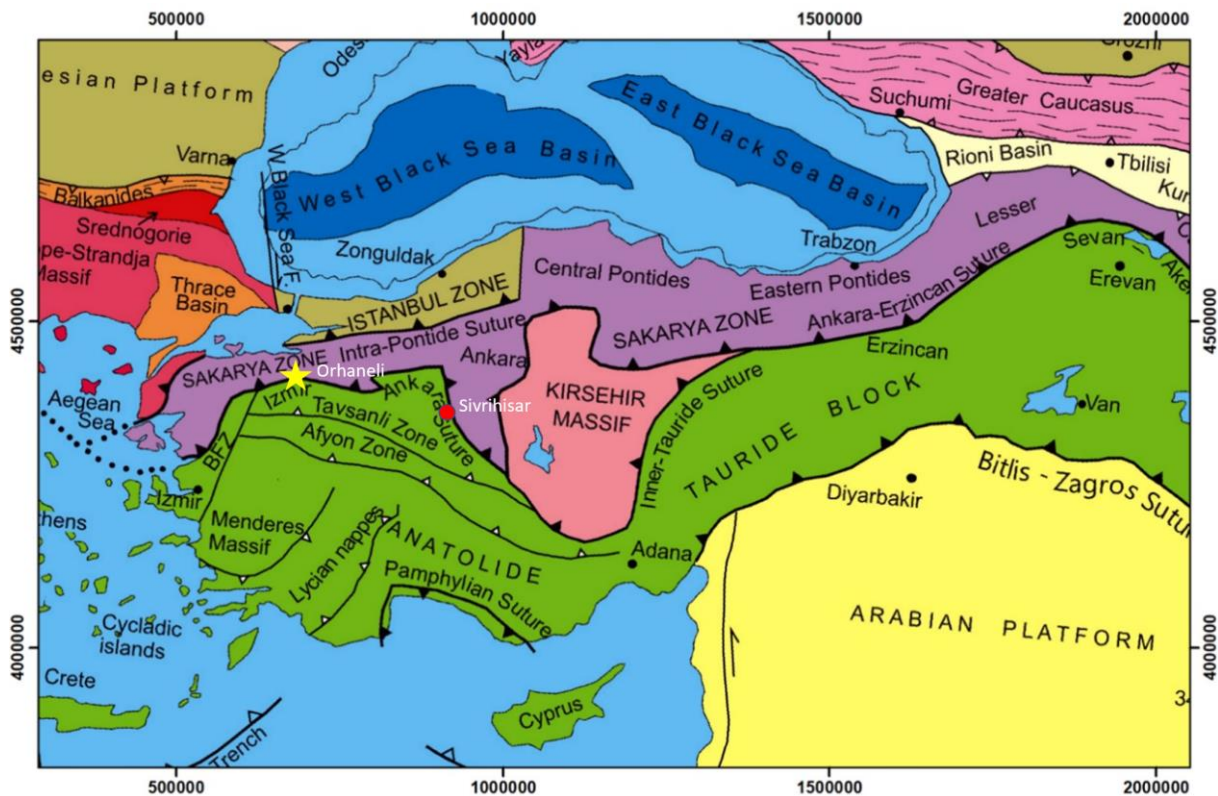 500000 1000000 1500000 2000000
Odes
Yayla
Grozni
esian Platform
East Black Sea Basin
Suchumi
Greater Caucasus
Varna
West Black Sea Basin
Rioni Basin
Tbilisi
Kur
Balkanides
W. Black Sea F.
Srednogorie
Lesser
Zonguldak
Trabzon
Sevan
pe-Strandja
Massif
Central Pontides
Eastern Pontides
Ake
Thrace
Basin
Erevan
ISTANBUL ZONE
Ankara-Erzincan Suture
4500000
4500000
Intra-Pontide Suture
SAKARYA ZONE
Ankara
Erzincan
SAKARYA ZONE
Orhaneli
KIRSEHIR
MASSIF
Aegean
Sea
Izmir
Ankara Suture
Sivrihisar
Tavsanli Zone
Afyon Zone
Inner-Tauride Suture
TAURIDE BLOCK
Van
BFZ
Bitlis - Zagros Sutur
Izmir
Diyarbakir
thens
Menderes
Massif
Lycian nappes
ANATOLIDE
Adana
Pamphylian Suture
Cycladic
islands
ARABIAN PLATFORM
4000000
4000000
Crete
3
Cyprus
Trench
500000 1000000 1500000 2000000